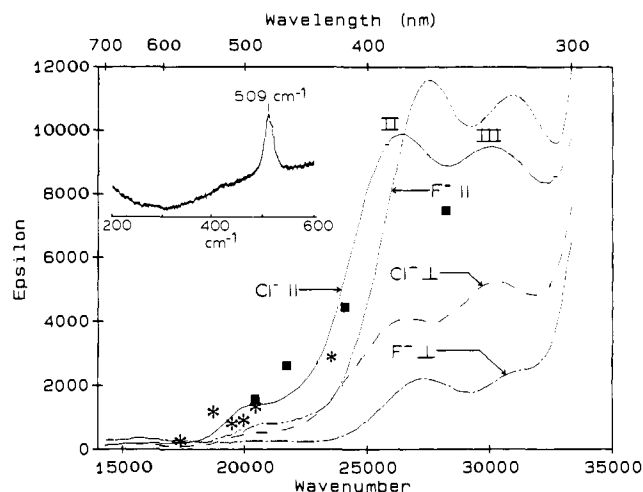 Wavelength (nm)
700 600 500 400 300
12000
10000
8000
6000
4000
2000
0
Epsilon
509 cm⁻¹
200 400 600
cm⁻¹
II
III
F⁻ ||
Cl⁻ ||
Cl⁻ ⊥
F⁻ ⊥
15000 20000 25000 30000 35000
Wavenumber